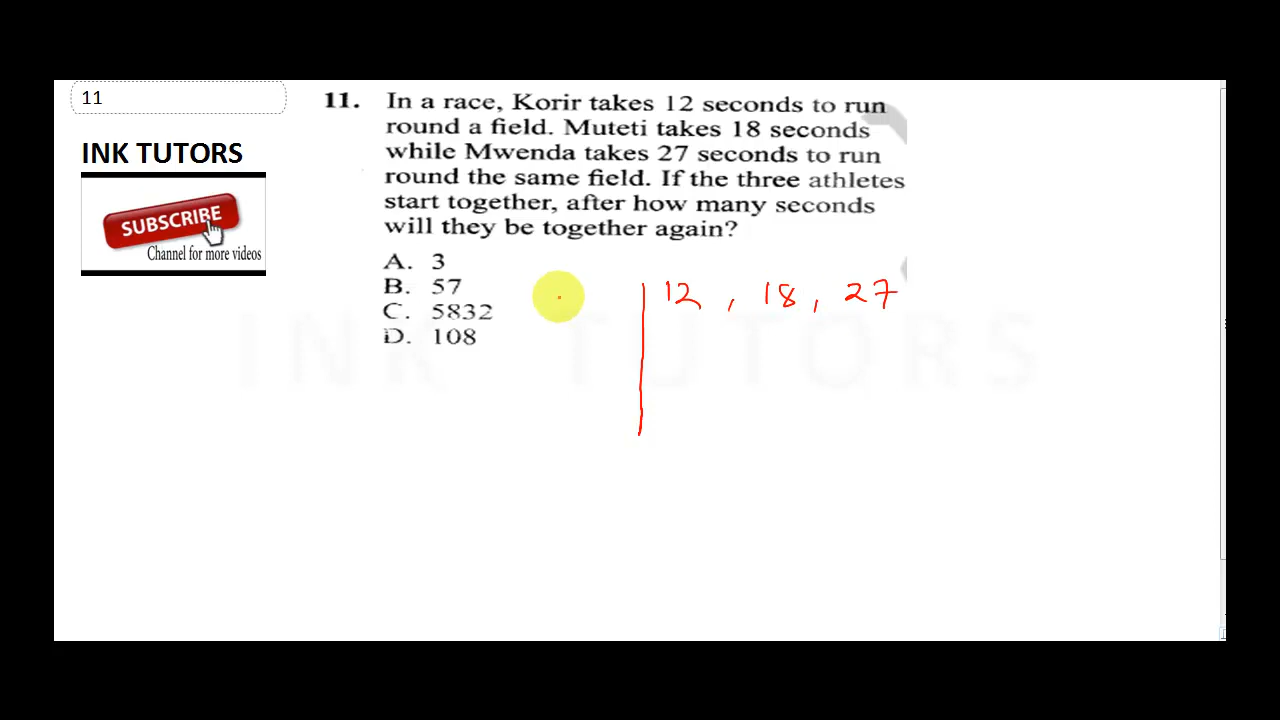 11
INK TUTORS
SUBSCRIBE
Channel for more videos
11. In a race, Korir takes 12 seconds to run
round a field. Muteti takes 18 seconds
while Mwenda takes 27 seconds to run
round the same field. If the three athletes
start together, after how many seconds
will they be together again?
A. 3
B. 57
C. 5832
D. 108
12 , 18 , 27
INK TUTORS